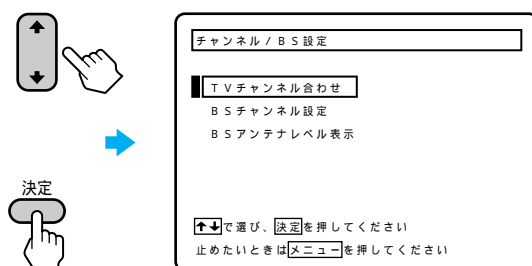 チャンネル/BS設定
TVチャンネル合わせ
BSチャンネル設定
BSアンテナレベル表示
決定
↑↓で選び、決定を押してください
止めたいときはメニューを押してください